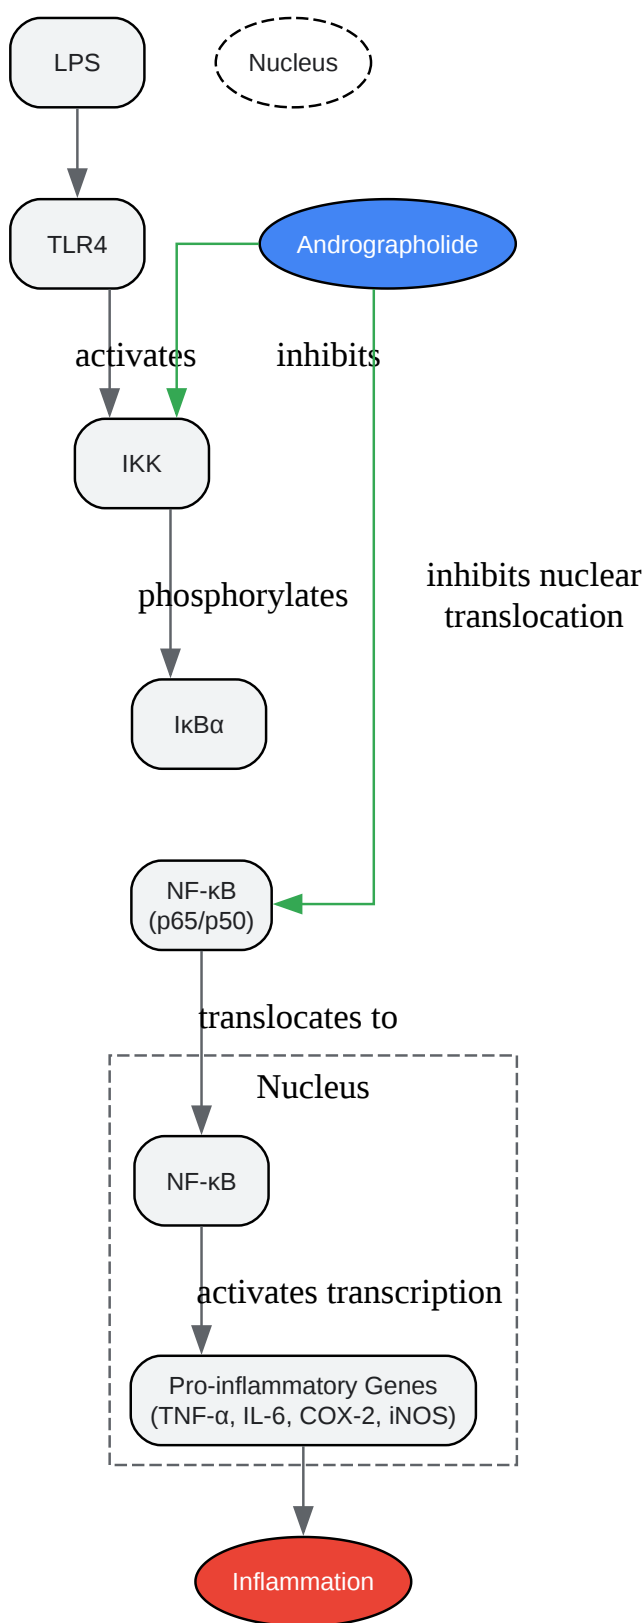 LPS
Nucleus
TLR4
Andrographolide
activates
inhibits
IKK
inhibits nuclear
translocation
phosphorylates
IκBα
NF-κB
(p65/p50)
translocates to
Nucleus
NF-κB
activates transcription
Pro-inflammatory Genes
(TNF-α, IL-6, COX-2, iNOS)
Inflammation